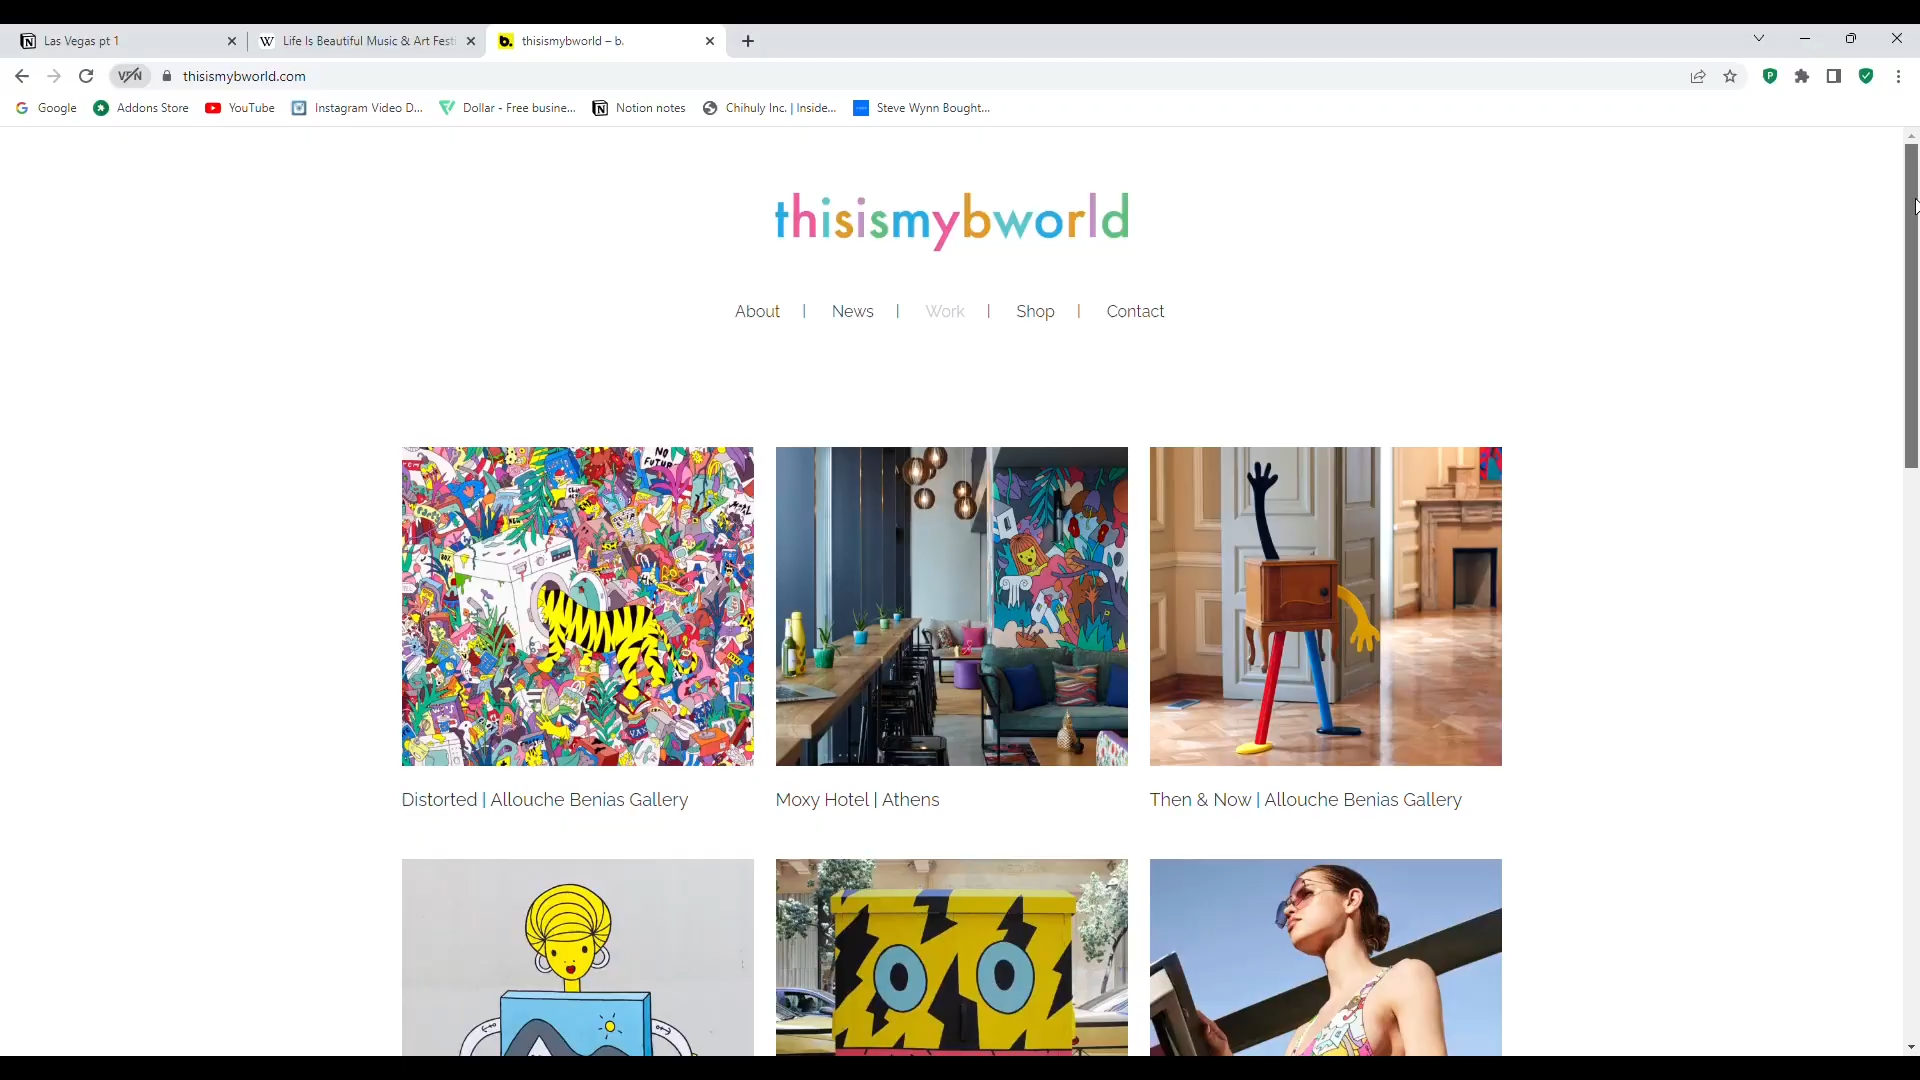 Las Vegas pt 1
Life Is Beautiful Music & Art Festi
thisismybworld – b.
VPN
thisismybworld.com
Google
Addons Store
YouTube
Instagram Video D...
Dollar - Free busine...
Notion notes
Chihuly Inc. | Inside...
Steve Wynn Bought...
thisismybworld
About | News | Work | Shop | Contact
NO
FUTUR
Distorted | Allouche Benias Gallery
Moxy Hotel | Athens
Then & Now | Allouche Benias Gallery